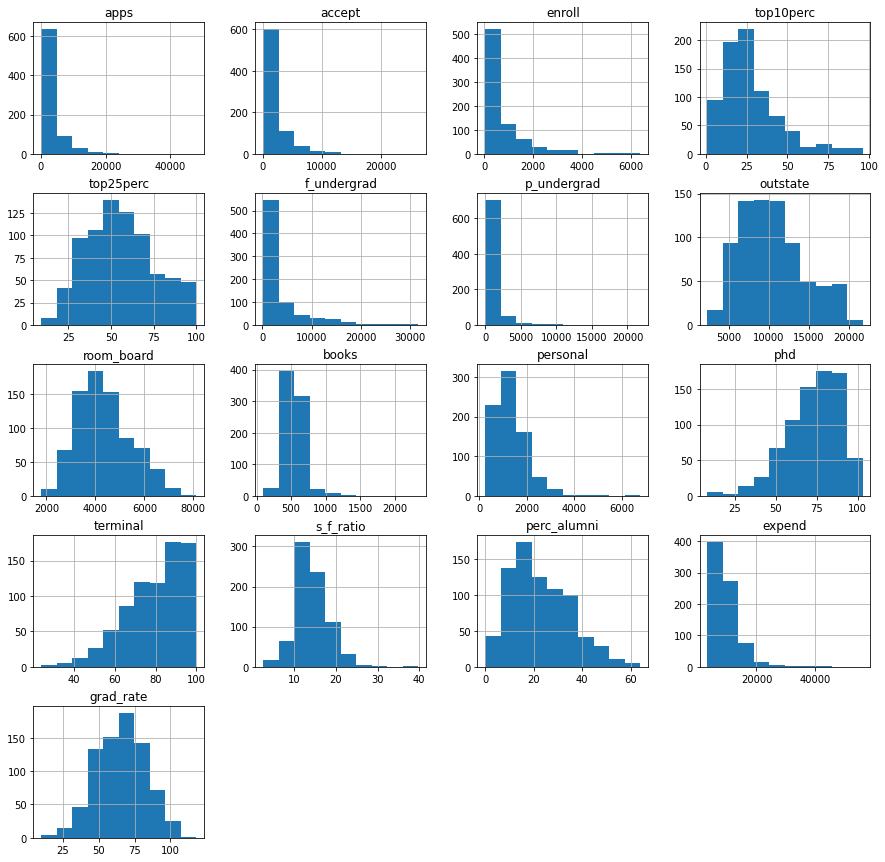 apps accept enroll top10perc
600 400 200 0
0 20000 40000
600 400 200 0
0 10000 20000
500 400 300 200 100 0
0 2000 4000 6000
200 150 100 50 0
0 25 50 75 100
top25perc f_undergrad p_undergrad outstate
125 100 75 50 25 0
25 50 75 100
500 400 300 200 100 0
0 10000 20000 30000
600 400 200 0
0 5000 10000 15000 20000
150 100 50 0
5000 10000 15000 20000
room_board books personal phd
150 100 50 0
2000 4000 6000 8000
400 300 200 100 0
0 500 1000 1500 2000
300 200 100 0
0 2000 4000 6000
150 100 50 0
25 50 75 100
terminal s_f_ratio perc_alumni expend
150 100 50 0
40 60 80 100
300 200 100 0
10 20 30 40
150 100 50 0
0 20 40 60
400 300 200 100 0
20000 40000
grad_rate
150 100 50 0
25 50 75 100